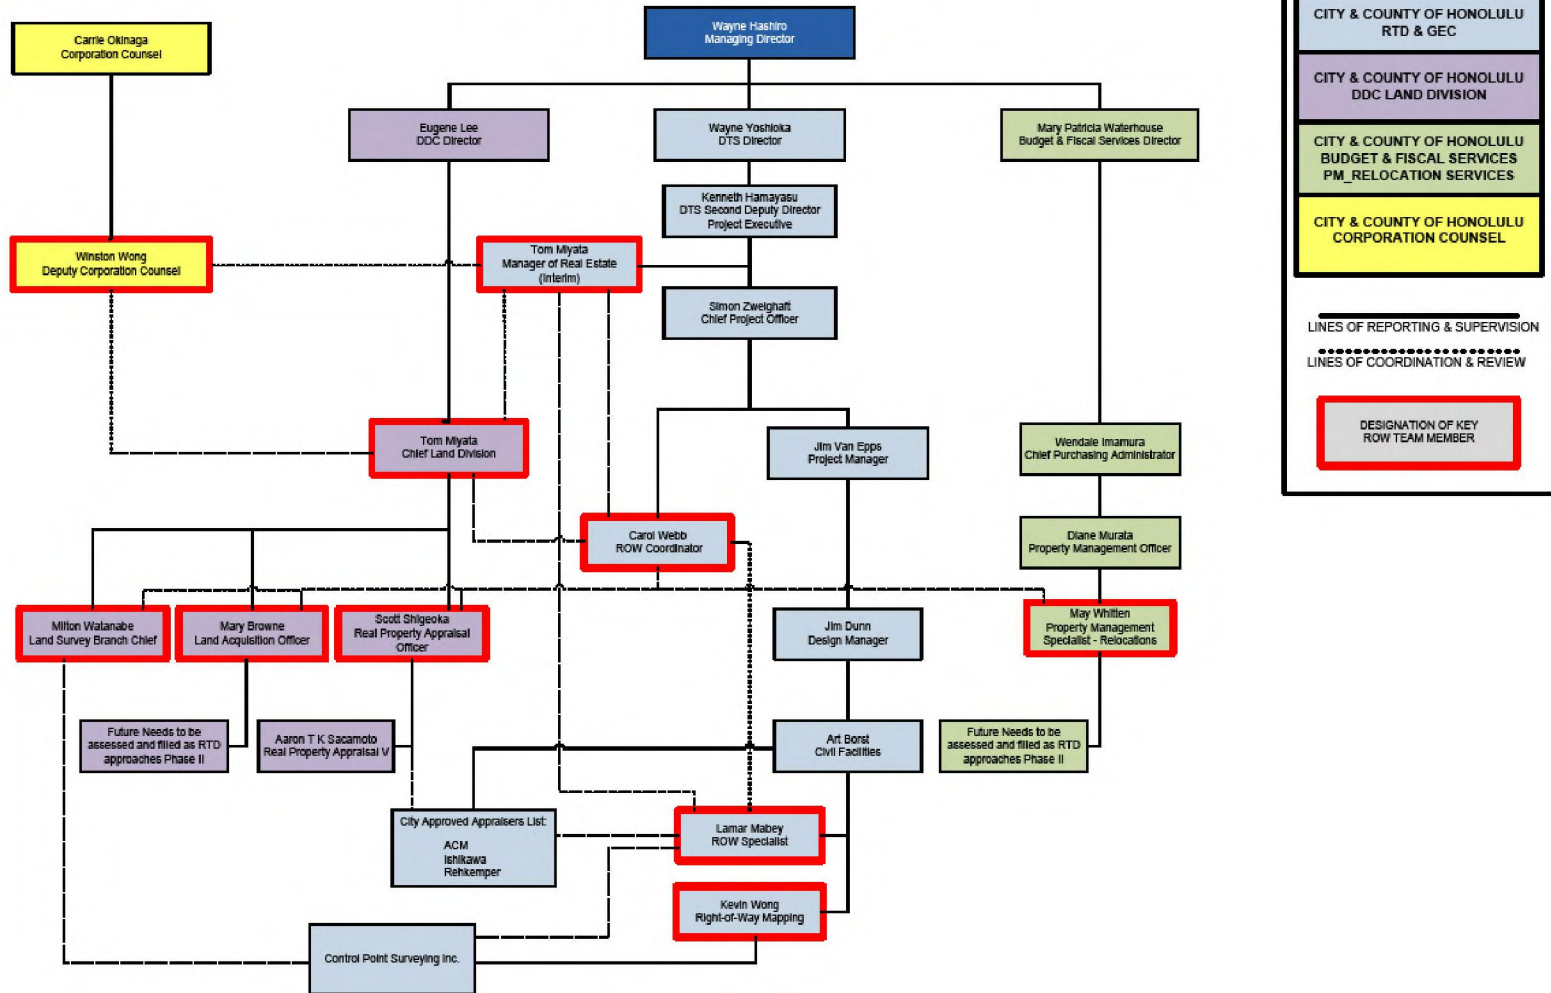 Carrie Okinaga
Corporation Counsel
Wayne Hashiro
Managing Director
Eugene Lee
DDC Director
Wayne Yoshioka
DTS Director
Mary Patricia Waterhouse
Budget & Fiscal Services Director
Kenneth Hamayasu
DTS Second Deputy Director
Project Executive
Winston Wong
Deputy Corporation Counsel
Tom Miyata
Manager of Real Estate
(Interim)
Simon Zweighaft
Chief Project Officer
Tom Miyata
Chief Land Division
Jim Van Epps
Project Manager
Wendale Imamura
Chief Purchasing Administrator
Carol Webb
ROW Coordinator
Diane Murata
Property Management Officer
Milton Watanabe
Land Survey Branch Chief
Mary Browne
Land Acquisition Officer
Scott Shigeoka
Real Property Appraisal
Officer
Jim Dunn
Design Manager
May Whitten
Property Management
Specialist - Relocations
Future Needs to be
assessed and filled as RTD
approaches Phase II
Aaron T K Sacamoto
Real Property Appraisal V
Art Borst
Civil Facilities
Future Needs to be
assessed and filled as RTD
approaches Phase II
City Approved Appraisers List:
ACM
Ishikawa
Rehkemper
Lamar Mabey
ROW Specialist
Kevin Wong
Right-of-Way Mapping
Control Point Surveying Inc.
CITY & COUNTY OF HONOLULU
RTD & GEC
CITY & COUNTY OF HONOLULU
DDC LAND DIVISION
CITY & COUNTY OF HONOLULU
BUDGET & FISCAL SERVICES
PM_RELOCATION SERVICES
CITY & COUNTY OF HONOLULU
CORPORATION COUNSEL
LINES OF REPORTING & SUPERVISION
LINES OF COORDINATION & REVIEW
DESIGNATION OF KEY
ROW TEAM MEMBER